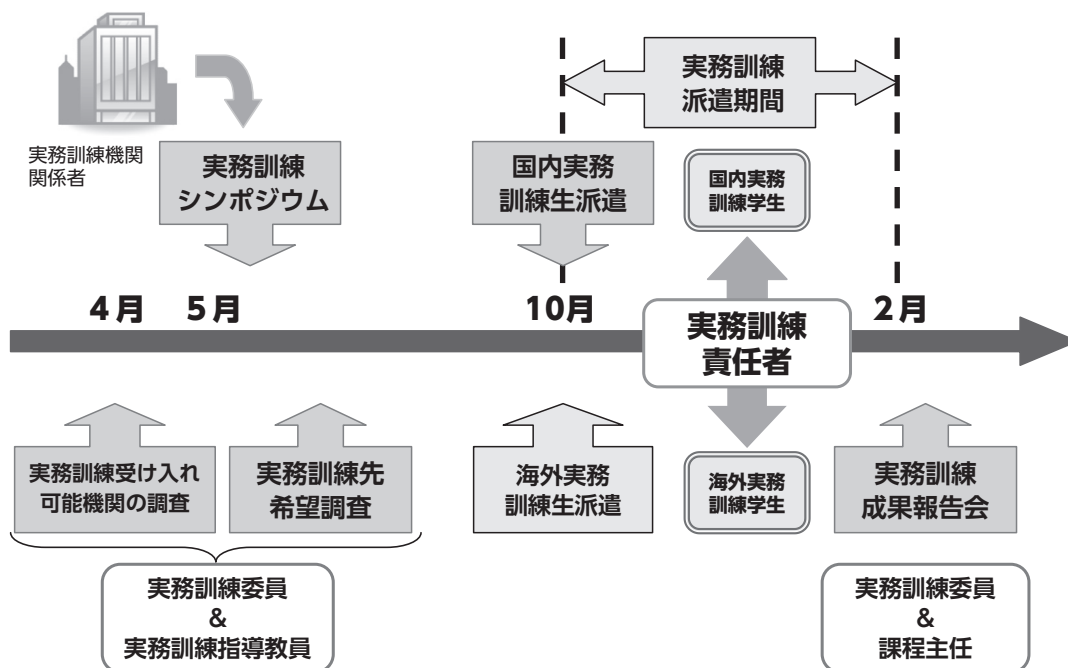 実務訓練
派遣期間
実務訓練機関
関係者
実務訓練
シンポジウム
国内実務
訓練生派遣
国内実務
訓練学生
4月
5月
10月
2月
実務訓練
責任者
実務訓練受け入れ
可能機関の調査
実務訓練先
希望調査
海外実務
訓練生派遣
海外実務
訓練学生
実務訓練
成果報告会
実務訓練委員
&
実務訓練指導教員
実務訓練委員
&
課程主任